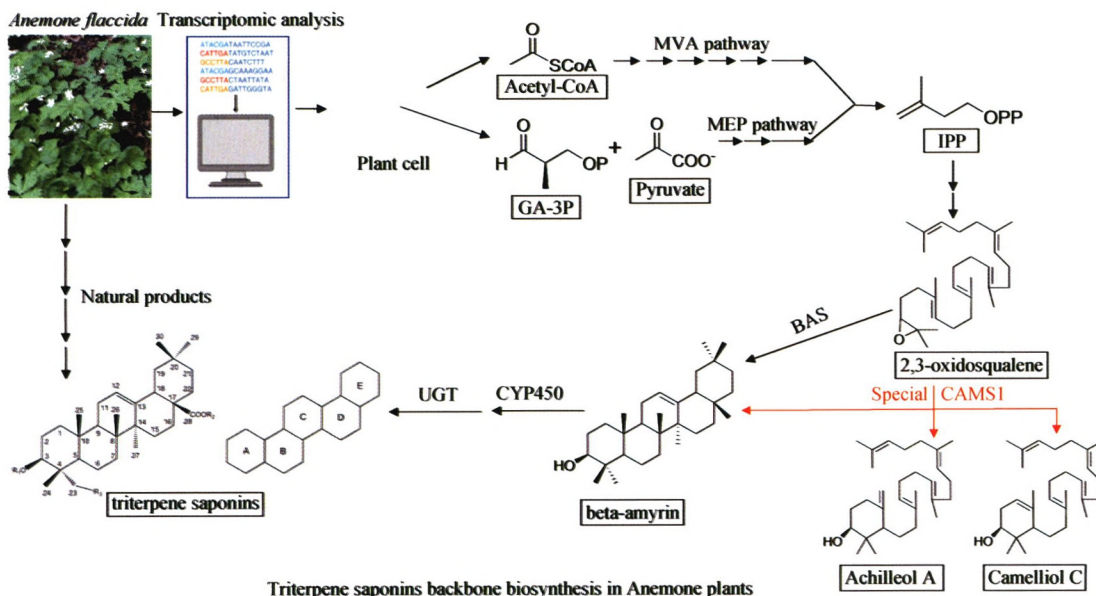 Anemone flaccida Transcriptomic analysis
ATACGATAATTCCGA
CATTGATATGTCTAAT
GCCTTACAATCTTT
ATACGAGCAAAGGAA
GCCTTACTAATTATA
CATTGAGATTGGGTA
Plant cell
O
SCoA
Acetyl-CoA
MVA pathway
O
H
OP
GA-3P
+
O
COO-
Pyruvate
MEP pathway
OPP
IPP
O
2,3-oxidosqualene
BAS
Special CAMS1
Natural products
30
29
20
19
21
12
18
22
11
13
17
25
26
COOR2
28
1
9
14
16
2
10
8
15
3
5
7
27
4
6
24
23
triterpene saponins
A
B
C
D
E
UGT
CYP450
HO
beta-amyrin
HO
Achilleol A
HO
Camelliol C
Triterpene saponins backbone biosynthesis in Anemone plants